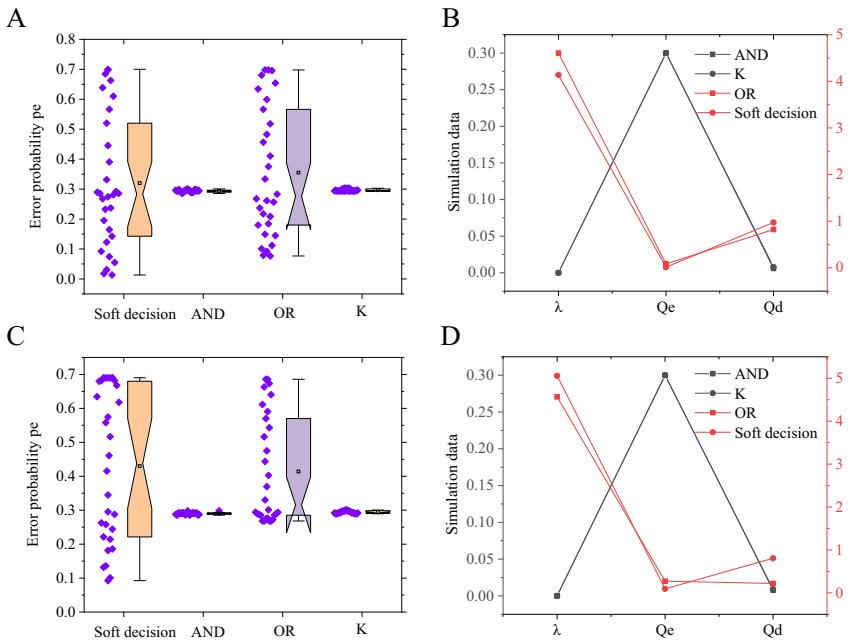 A
Error probability pe
0.8
0.7
0.6
0.5
0.4
0.3
0.2
0.1
0.0
Soft decision AND OR K
B
Simulation data
0.30
0.25
0.20
0.15
0.10
0.05
0.00
AND
K
OR
Soft decision
5
4
3
2
1
0
λ Qe Qd
C
Error probability pe
0.7
0.6
0.5
0.4
0.3
0.2
0.1
0.0
Soft decision AND OR K
D
Simulation data
0.30
0.25
0.20
0.15
0.10
0.05
0.00
AND
K
OR
Soft decision
5
4
3
2
1
0
λ Qe Qd